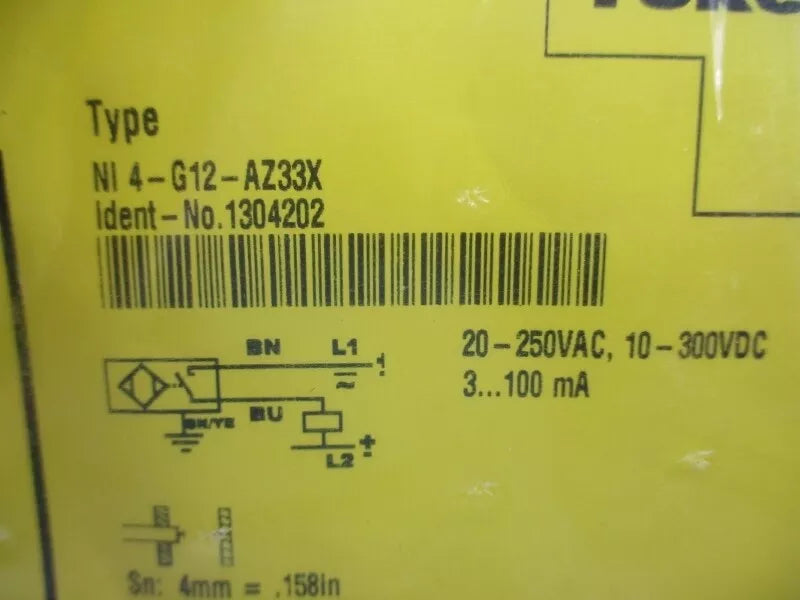 Type
NI 4-G12-AZ33X
Ident-No.1304202
20-250VAC, 10-300VDC
3...100 mA
BN L1
BU
L2
Sn: 4mm = .158in